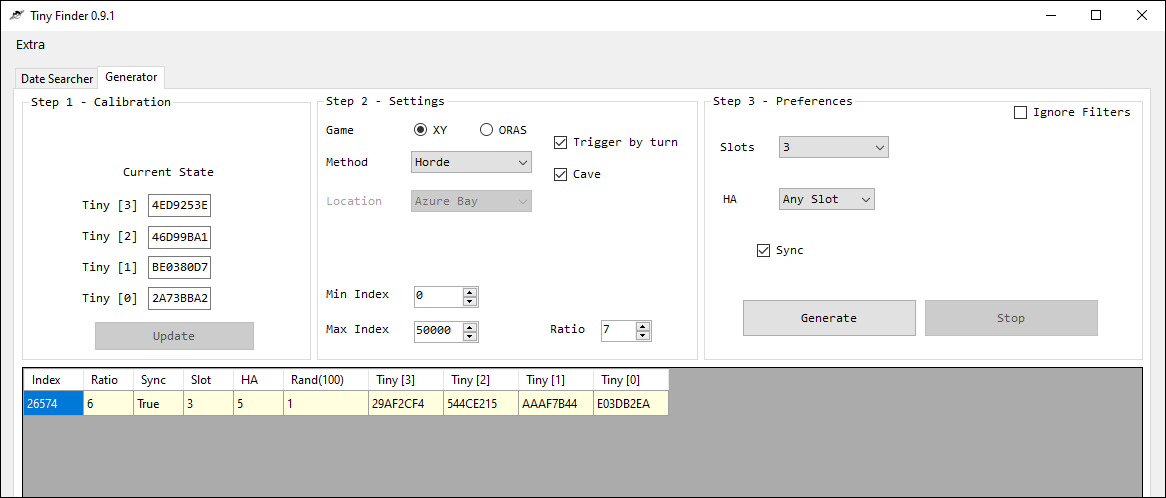 Tiny Finder 0.9.1
Extra
Date Searcher Generator
Step 1 - Calibration
Current State
Tiny [3] 4ED9253E
Tiny [2] 46D99BA1
Tiny [1] BE0380D7
Tiny [0] 2A73BBA2
Update
Step 2 - Settings
Game XY ORAS
Trigger by turn
Method Horde
Cave
Location Azure Bay
Min Index 0
Max Index 50000 Ratio 7
Step 3 - Preferences
Ignore Filters
Slots 3
HA Any Slot
Sync
Generate Stop
Index Ratio Sync Slot HA Rand(100) Tiny [3] Tiny [2] Tiny [1] Tiny [0]
26574 6 True 3 5 1 29AF2CF4 544CE215 AAAF7B44 E03DB2EA